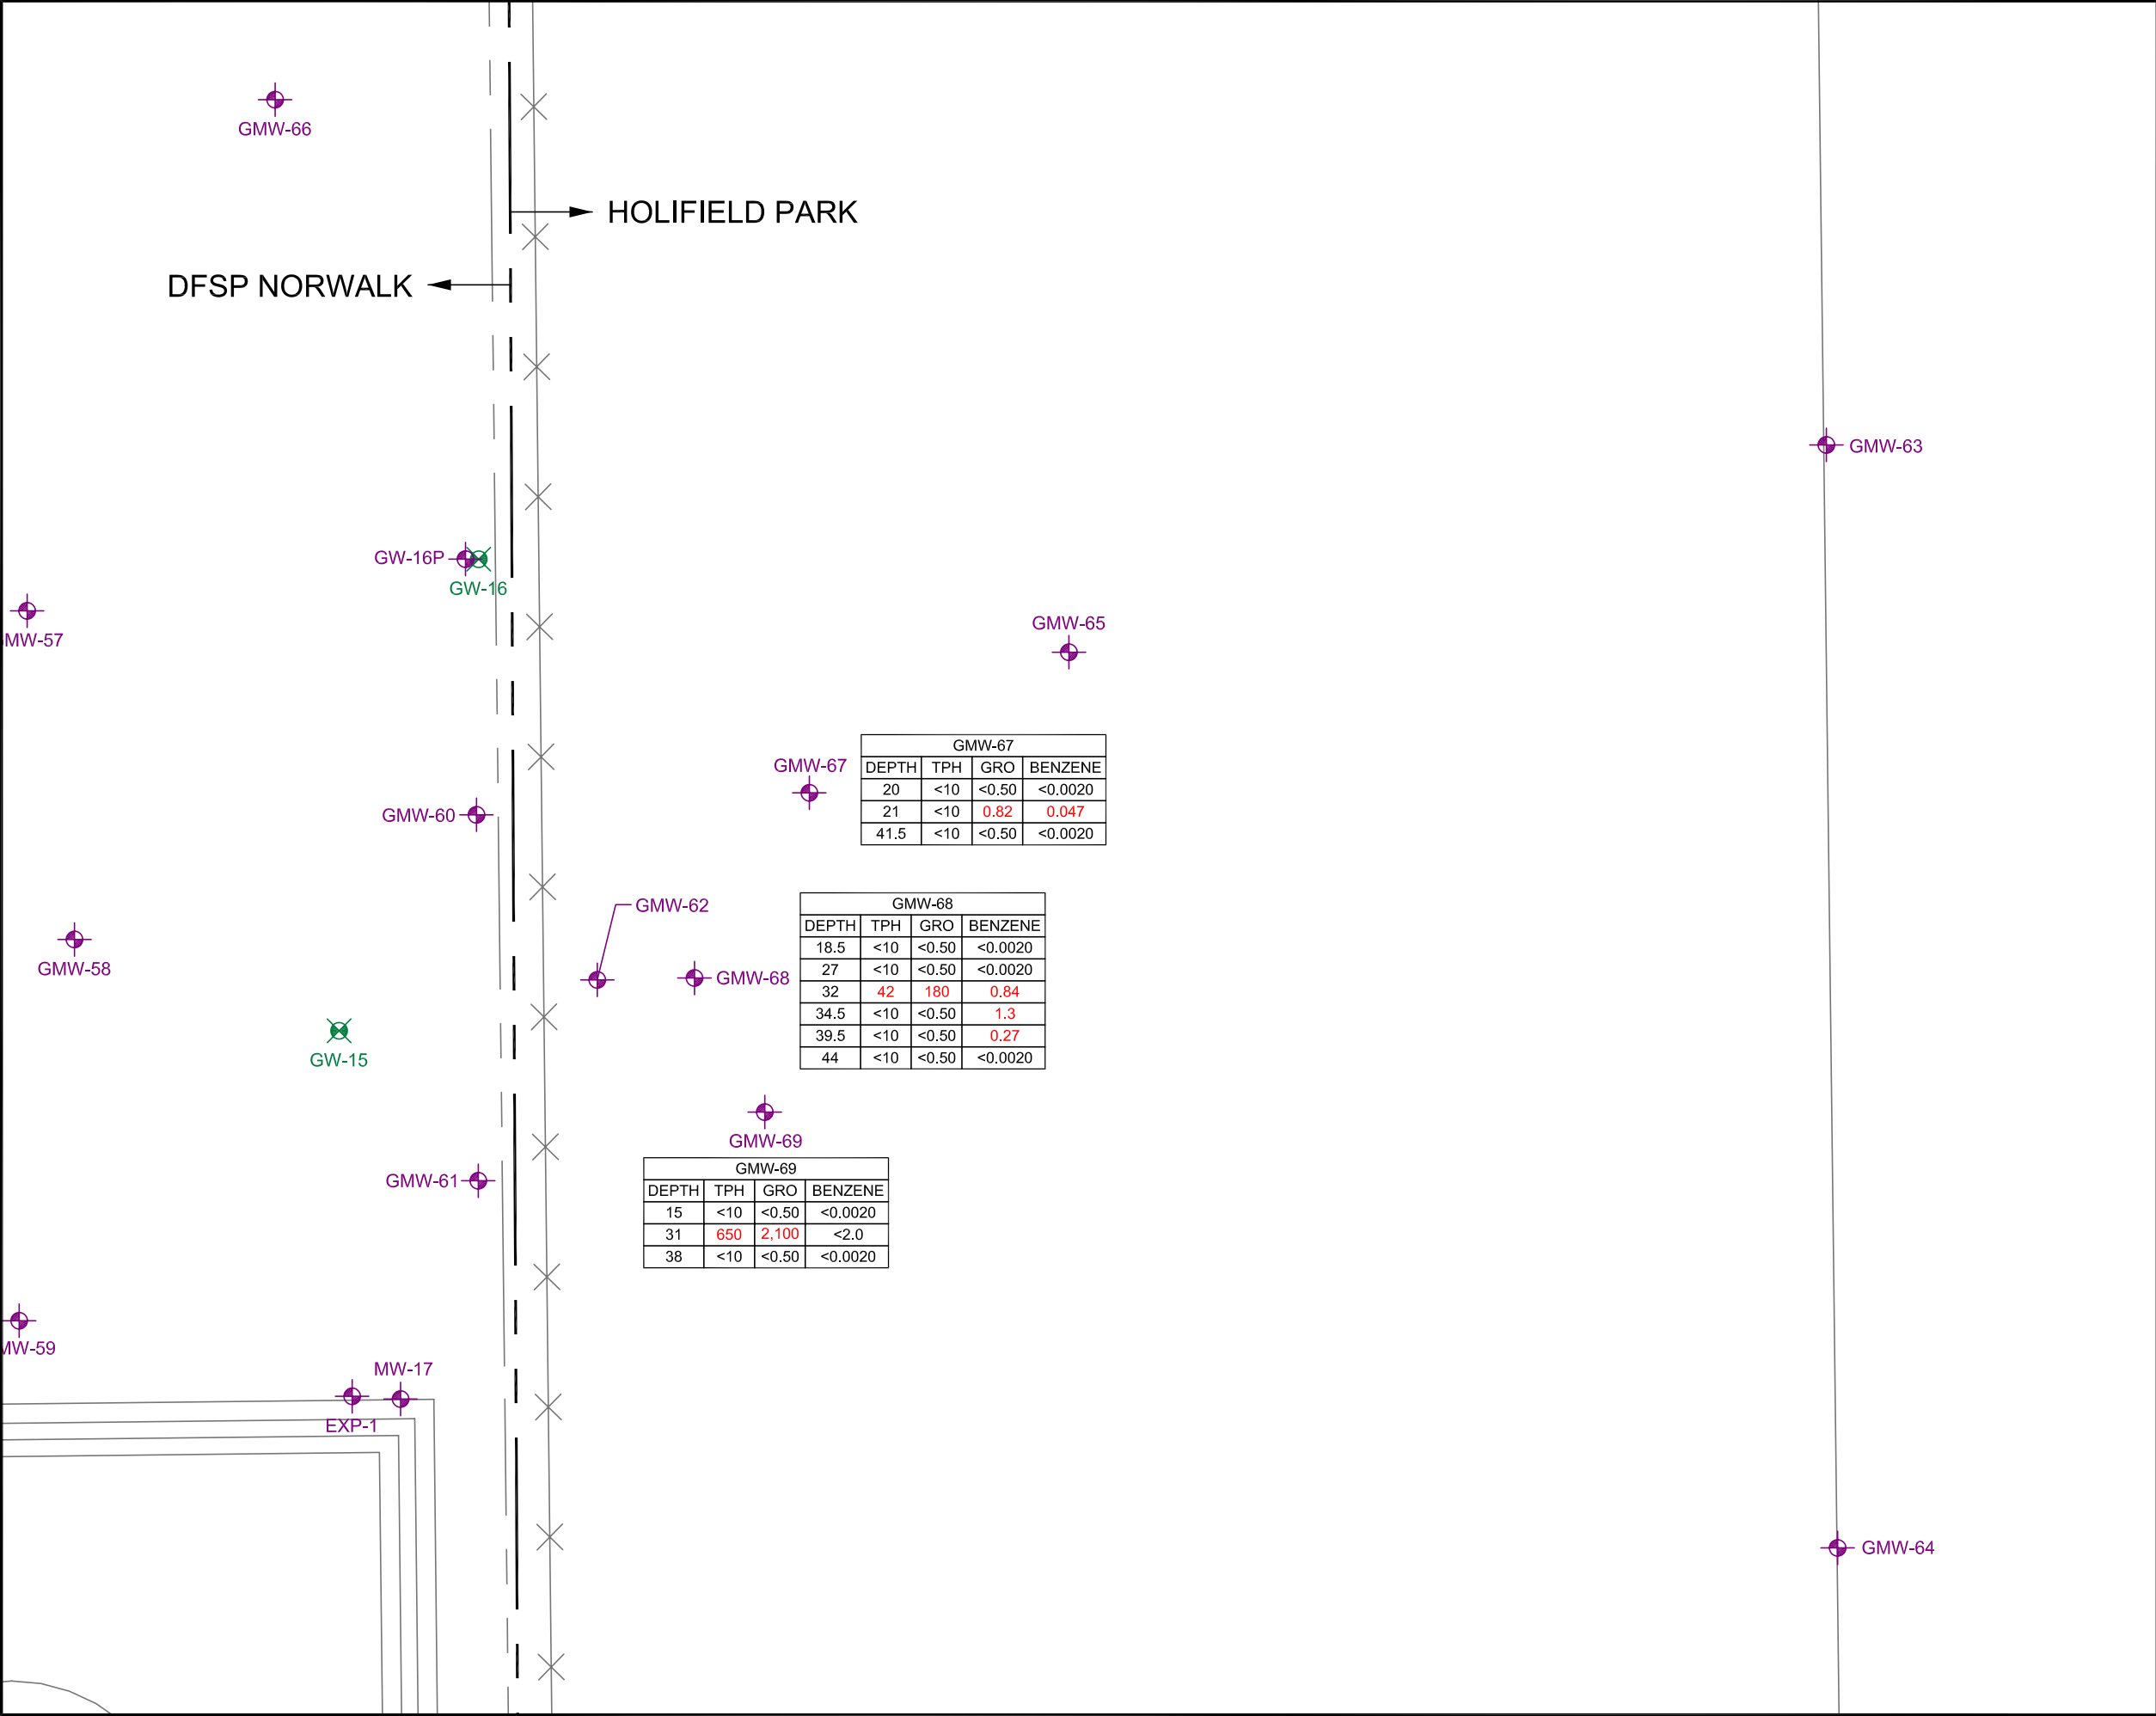 GMW-66
HOLIFIELD PARK
DFSP NORWALK
GMW-63
GW-16P
GW-16
MW-57
GMW-65
GMW-67
GMW-67
DEPTH TPH GRO BENZENE
20 <10 <0.50 <0.0020
21 <10 0.82 0.047
41.5 <10 <0.50 <0.0020
GMW-60
GMW-62
GMW-68
DEPTH TPH GRO BENZENE
18.5 <10 <0.50 <0.0020
27 <10 <0.50 <0.0020
32 42 180 0.84
34.5 <10 <0.50 1.3
39.5 <10 <0.50 0.27
44 <10 <0.50 <0.0020
GMW-58
GMW-68
GW-15
GMW-69
GMW-69
DEPTH TPH GRO BENZENE
15 <10 <0.50 <0.0020
31 650 2,100 <2.0
38 <10 <0.50 <0.0020
GMW-61
MW-59
MW-17
EXP-1
GMW-64